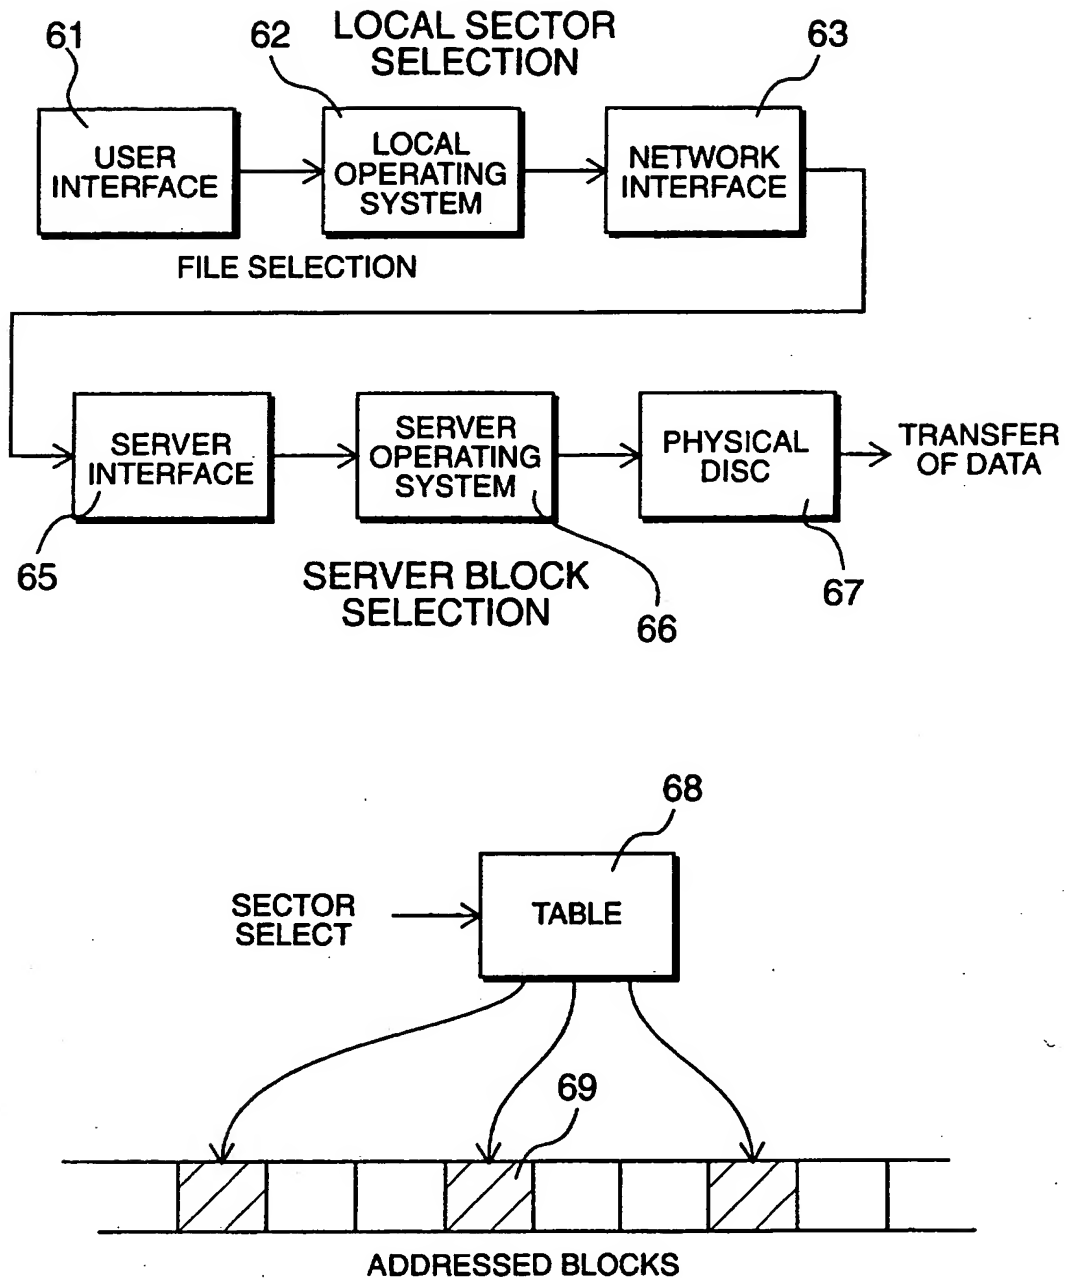 61
62
LOCAL SECTOR
SELECTION
63
USER
INTERFACE
LOCAL
OPERATING
SYSTEM
NETWORK
INTERFACE
FILE SELECTION
SERVER
INTERFACE
SERVER
OPERATING
SYSTEM
PHYSICAL
DISC
TRANSFER
OF DATA
65
SERVER BLOCK
SELECTION
66
67
68
SECTOR
SELECT
TABLE
69
ADDRESSED BLOCKS